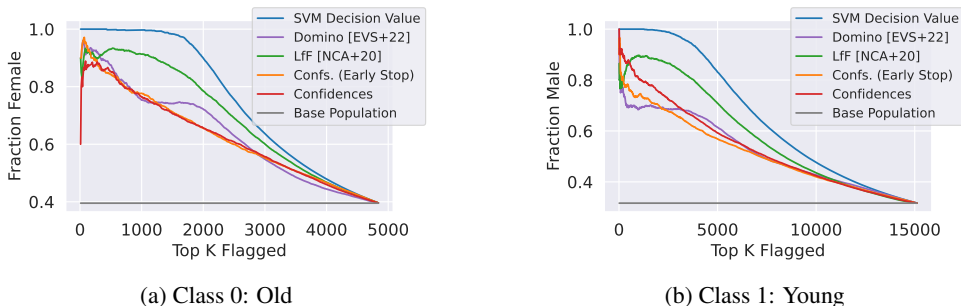 Fraction Female
1.0
0.8
0.6
0.4
0
1000
2000
3000
4000
5000
Top K Flagged
SVM Decision Value
Domino [EVS+22]
LfF [NCA+20]
Confs. (Early Stop)
Confidences
Base Population
(a) Class 0: Old
Fraction Male
1.0
0.8
0.6
0.4
0
5000
10000
15000
Top K Flagged
SVM Decision Value
Domino [EVS+22]
LfF [NCA+20]
Confs. (Early Stop)
Confidences
Base Population
(b) Class 1: Young